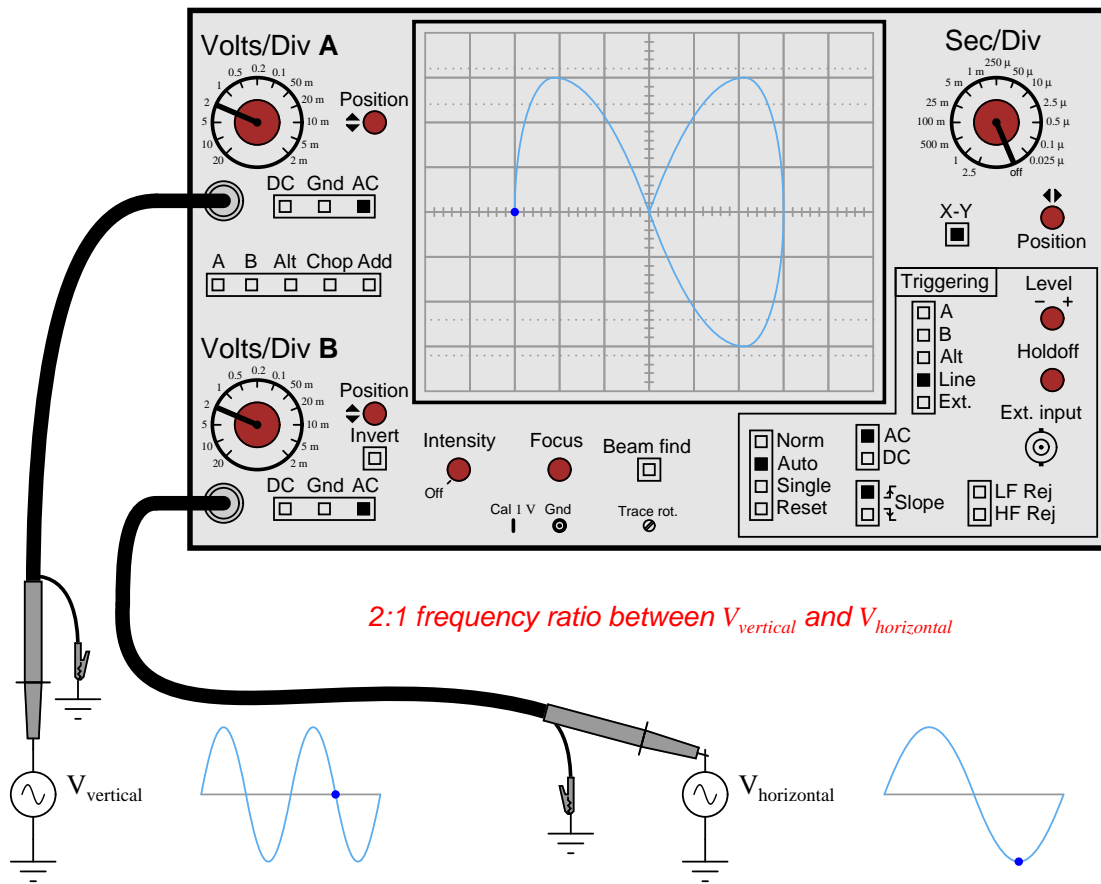 Volts/Div A
20 10 5 2 1 0.5 0.2 0.1 50 m 20 m 10 m 5 m 2 m
Position
DC Gnd AC
A B Alt Chop Add
Volts/Div B
20 10 5 2 1 0.5 0.2 0.1 50 m 20 m 10 m 5 m 2 m
Position
Invert
DC Gnd AC
Intensity
Off
Focus
Beam find
Cal 1 V Gnd Trace rot.
Sec/Div
2.5 1 500 m 100 m 25 m 5 m 1 m 250 µ 50 µ 10 µ 2.5 µ 0.5 µ 0.1 µ 0.025 µ off
X-Y
Position
Triggering
A
B
Alt
Line
Ext.
Level
− +
Holdoff
Ext. input
Norm
Auto
Single
Reset
AC
DC
Slope
LF Rej
HF Rej
2:1 frequency ratio between Vvertical and Vhorizontal
Vvertical
Vhorizontal